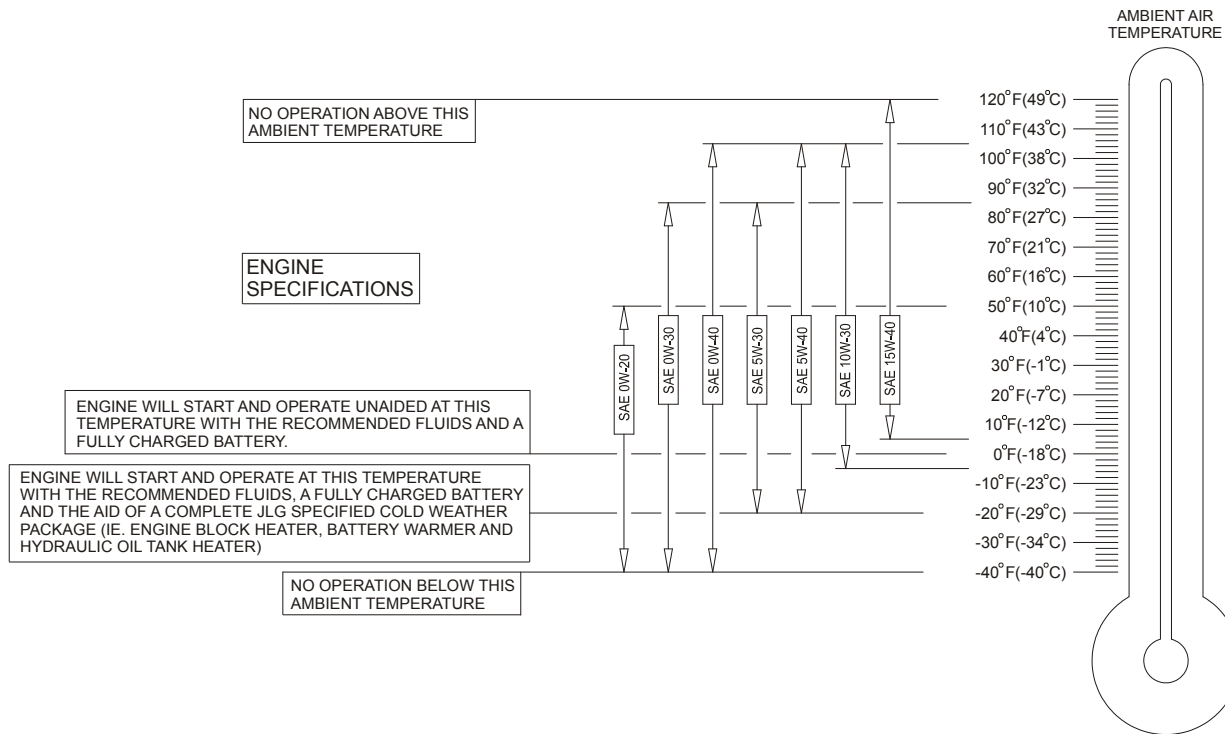 AMBIENT AIR
TEMPERATURE
NO OPERATION ABOVE THIS
AMBIENT TEMPERATURE
120°F(49°C)
110°F(43°C)
100°F(38°C)
90°F(32°C)
80°F(27°C)
70°F(21°C)
60°F(16°C)
50°F(10°C)
40°F(4°C)
30°F(-1°C)
20°F(-7°C)
10°F(-12°C)
0°F(-18°C)
-10°F(-23°C)
-20°F(-29°C)
-30°F(-34°C)
-40°F(-40°C)
ENGINE
SPECIFICATIONS
SAE 0W-20
SAE 0W-30
SAE 0W-40
SAE 5W-30
SAE 5W-40
SAE 10W-30
SAE 15W-40
ENGINE WILL START AND OPERATE UNAIDED AT THIS
TEMPERATURE WITH THE RECOMMENDED FLUIDS AND A
FULLY CHARGED BATTERY.
ENGINE WILL START AND OPERATE AT THIS TEMPERATURE
WITH THE RECOMMENDED FLUIDS, A FULLY CHARGED BATTERY
AND THE AID OF A COMPLETE JLG SPECIFIED COLD WEATHER
PACKAGE (IE. ENGINE BLOCK HEATER, BATTERY WARMER AND
HYDRAULIC OIL TANK HEATER)
NO OPERATION BELOW THIS
AMBIENT TEMPERATURE